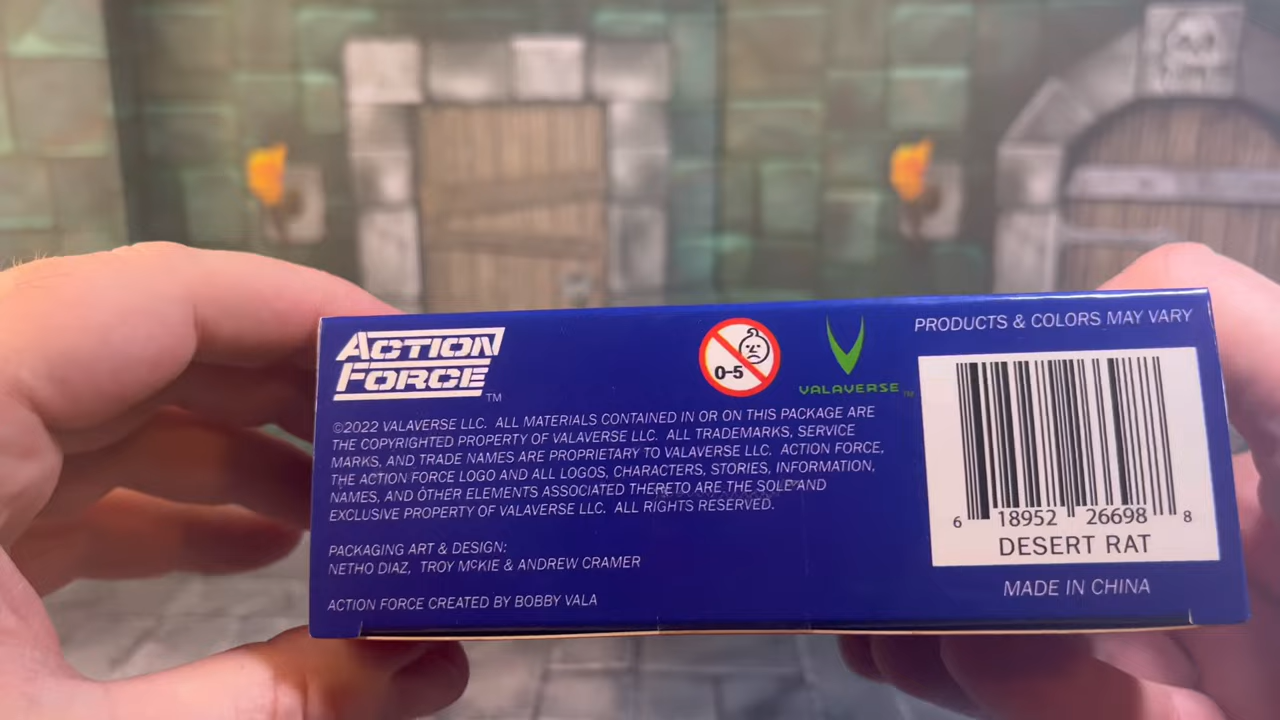 ACTION
FORCE™
0-5
VALAVERSE™
PRODUCTS & COLORS MAY VARY
©2022 VALAVERSE LLC. ALL MATERIALS CONTAINED IN OR ON THIS PACKAGE ARE
THE COPYRIGHTED PROPERTY OF VALAVERSE LLC. ALL TRADEMARKS, SERVICE
MARKS, AND TRADE NAMES ARE PROPRIETARY TO VALAVERSE LLC. ACTION FORCE,
THE ACTION FORCE LOGO AND ALL LOGOS, CHARACTERS, STORIES, INFORMATION,
NAMES, AND OTHER ELEMENTS ASSOCIATED THERETO ARE THE SOLE AND
EXCLUSIVE PROPERTY OF VALAVERSE LLC. ALL RIGHTS RESERVED.
PACKAGING ART & DESIGN:
NETHO DIAZ, TROY McKIE & ANDREW CRAMER
ACTION FORCE CREATED BY BOBBY VALA
6 18952 26698 8
DESERT RAT
MADE IN CHINA